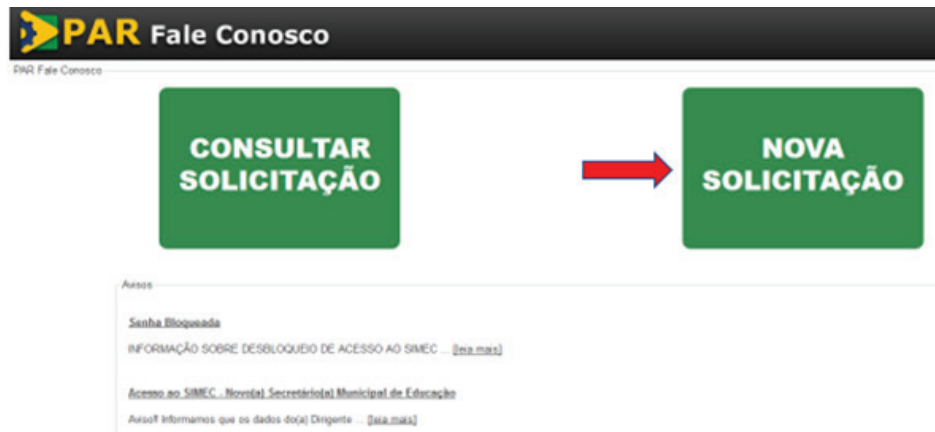 PAR Fale Conosco
PAR Fale Conosco
CONSULTAR
SOLICITAÇÃO
NOVA
SOLICITAÇÃO
Avisos
Senha Bloqueada
INFORMAÇÃO SOBRE DESBLOQUEIO DE ACESSO AO SIMEC ... [leia mais]
Acesso ao SIMEC - Novo(a) Secretário(a) Municipal de Educação
Aviso!! Informamos que os dados do(a) Dirigente ... [leia mais]